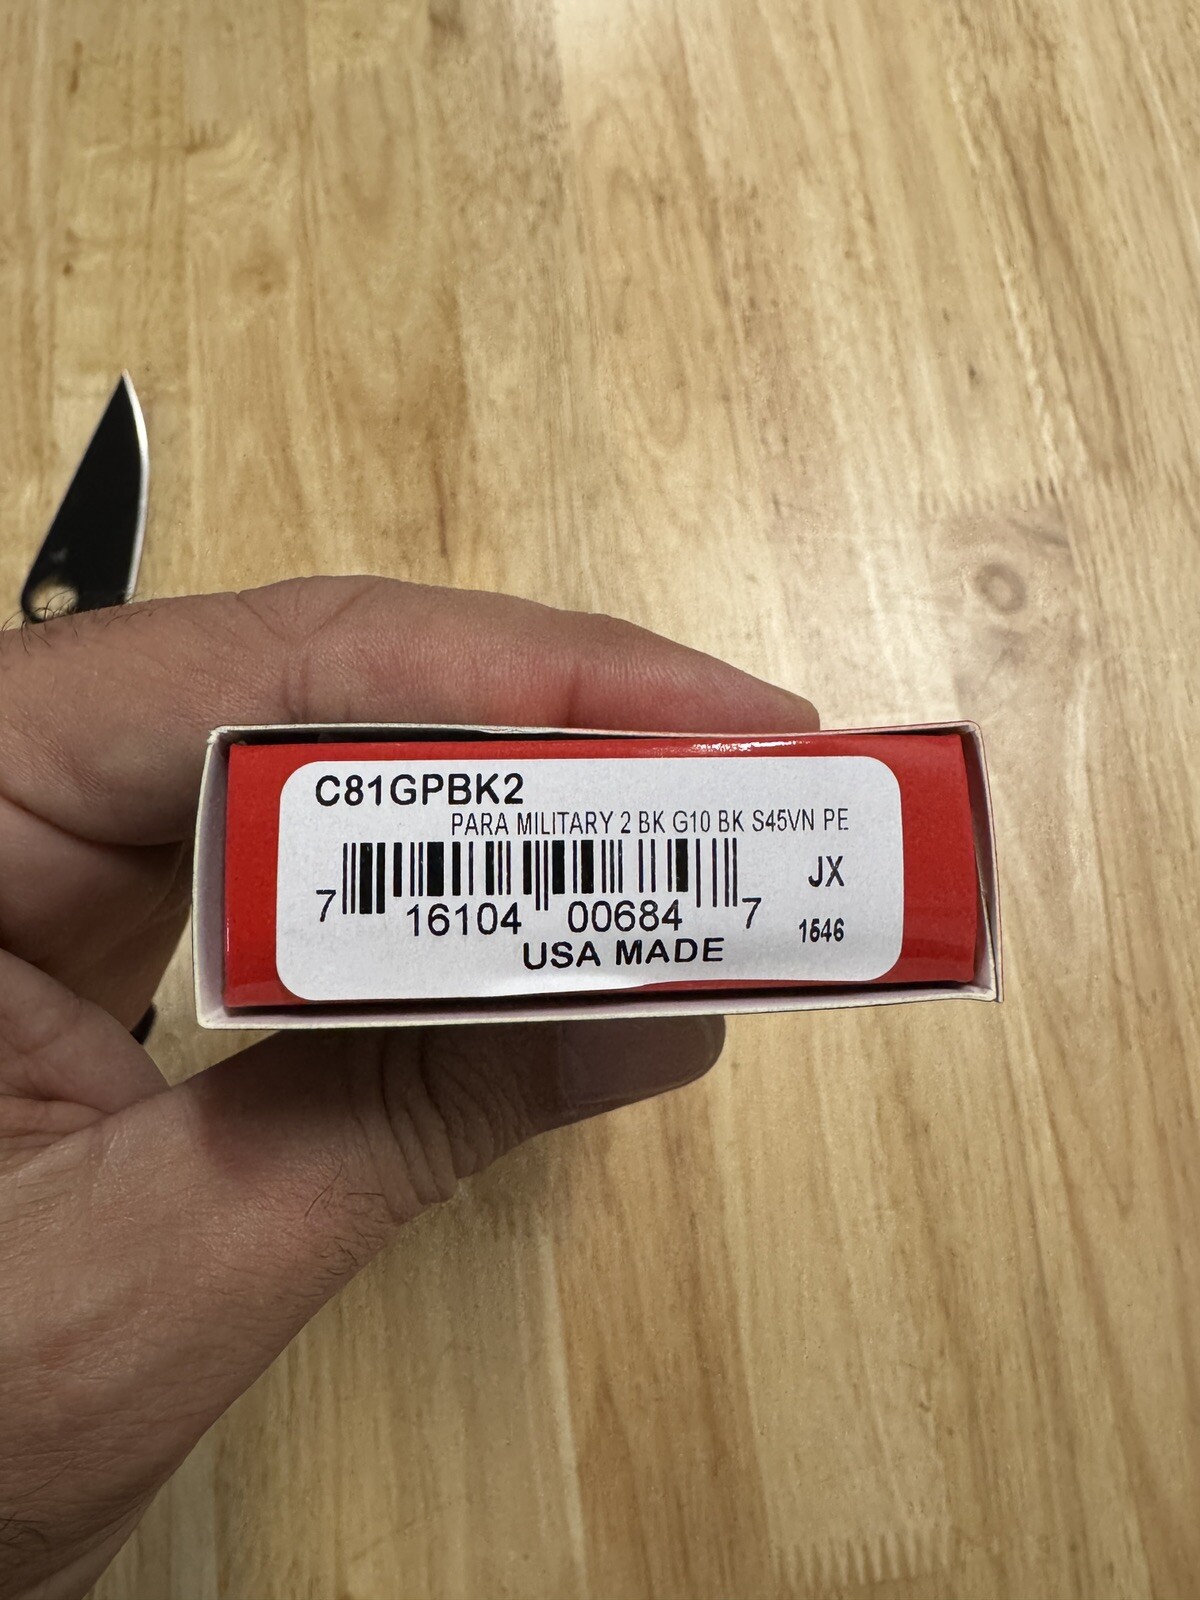 C81GPBK2
PARA MILITARY 2 BK G10 BK S45VN PE
JX
7 16104 00684 7
1646
USA MADE